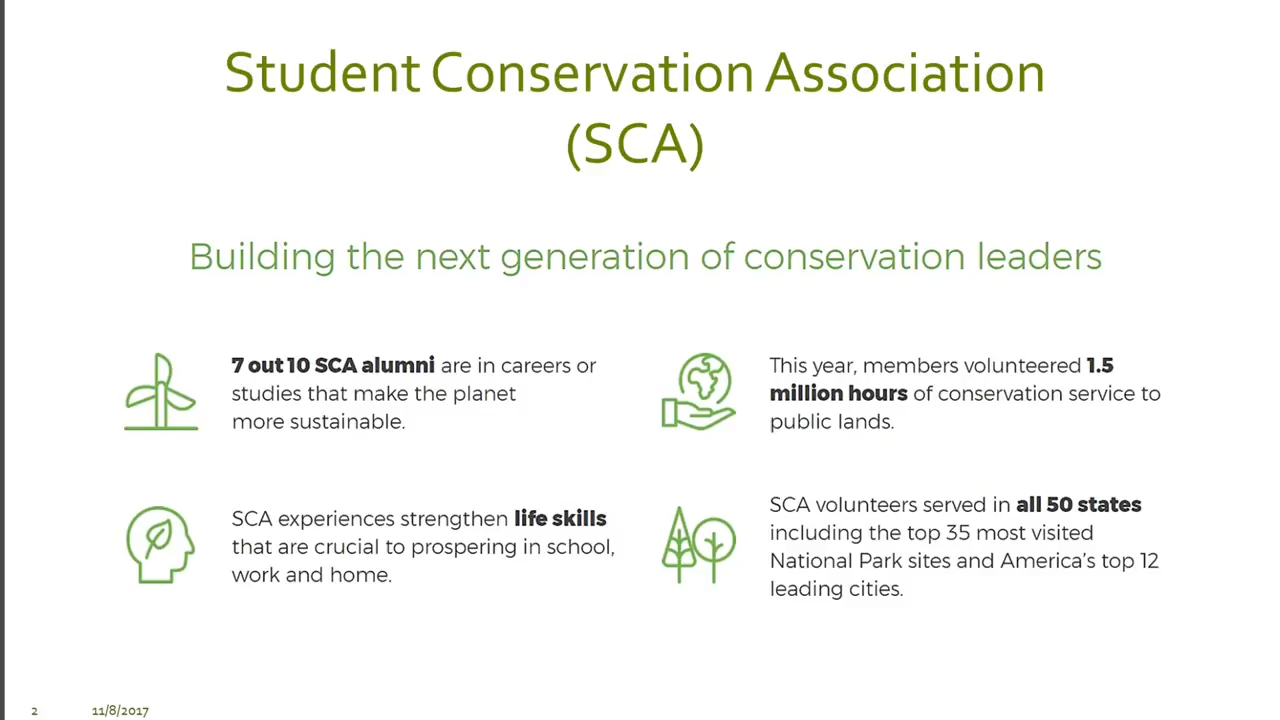 Student Conservation Association
(SCA)
Building the next generation of conservation leaders
7 out 10 SCA alumni are in careers or
studies that make the planet
more sustainable.
This year, members volunteered 1.5
million hours of conservation service to
public lands.
SCA experiences strengthen life skills
that are crucial to prospering in school,
work and home.
SCA volunteers served in all 50 states
including the top 35 most visited
National Park sites and America's top 12
leading cities.
2
11/8/2017